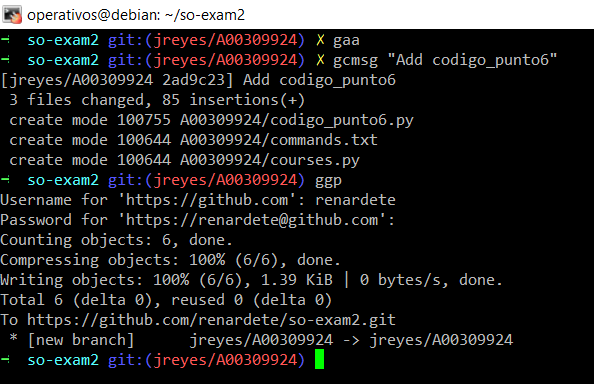 operativos@debian: ~/so-exam2
so-exam2 git:(jreyes/A00309924) ✗ gaa
so-exam2 git:(jreyes/A00309924) ✗ gcmsg "Add codigo_punto6"
[jreyes/A00309924 2ad9c23] Add codigo_punto6
3 files changed, 85 insertions(+)
create mode 100755 A00309924/codigo_punto6.py
create mode 100644 A00309924/commands.txt
create mode 100644 A00309924/courses.py
so-exam2 git:(jreyes/A00309924) ggp
Username for 'https://github.com': renardete
Password for 'https://renardete@github.com':
Counting objects: 6, done.
Compressing objects: 100% (6/6), done.
Writing objects: 100% (6/6), 1.39 KiB | 0 bytes/s, done.
Total 6 (delta 0), reused 0 (delta 0)
To https://github.com/renardete/so-exam2.git
* [new branch] jreyes/A00309924 -> jreyes/A00309924
so-exam2 git:(jreyes/A00309924)